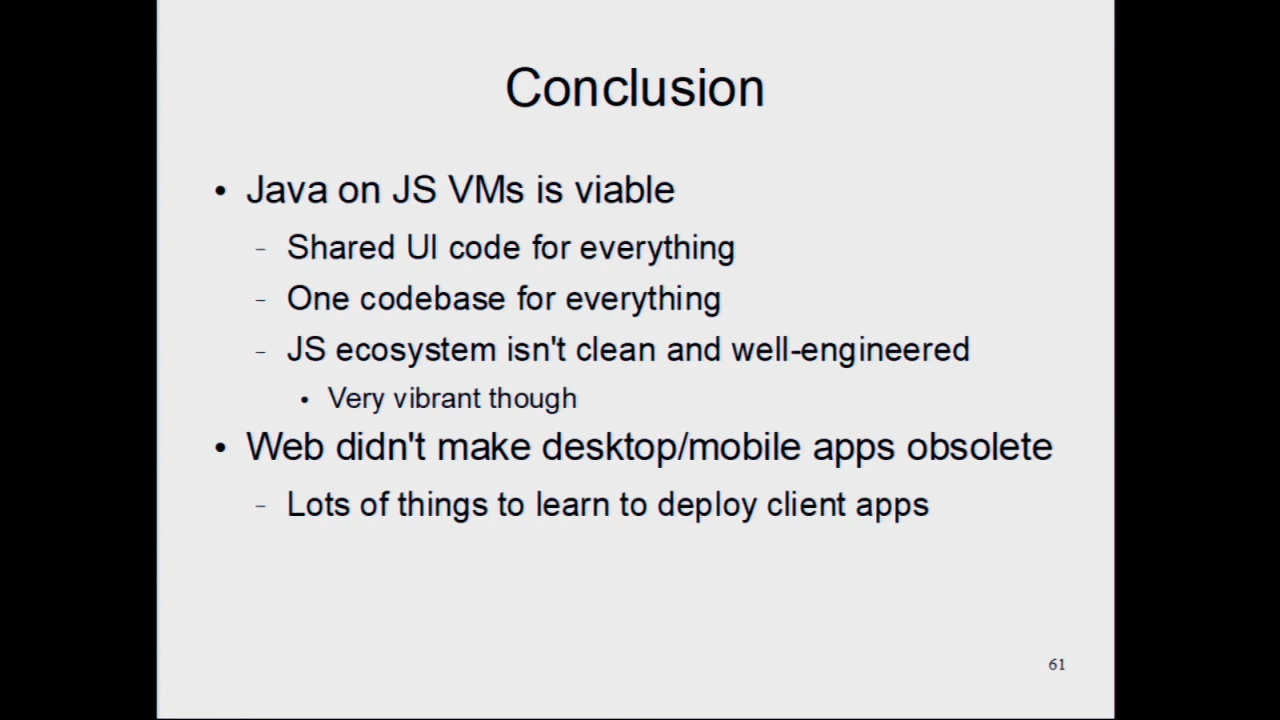 Conclusion
• Java on JS VMs is viable
– Shared UI code for everything
– One codebase for everything
– JS ecosystem isn't clean and well-engineered
• Very vibrant though
• Web didn't make desktop/mobile apps obsolete
– Lots of things to learn to deploy client apps
61